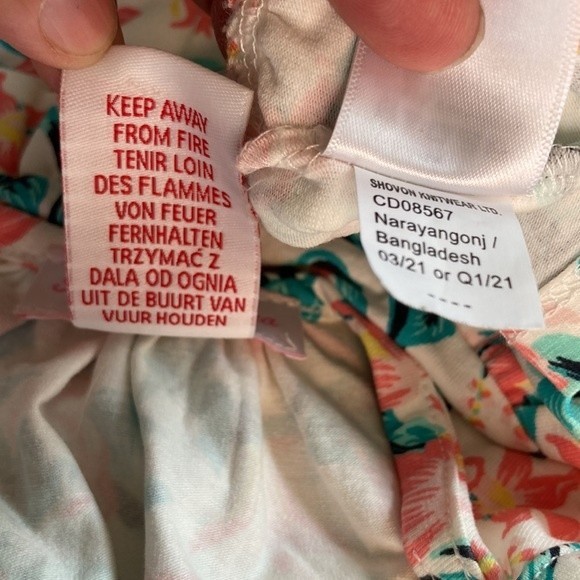 KEEP AWAY
FROM FIRE
TENIR LOIN
DES FLAMMES
VON FEUER
FERNHALTEN
TRZYMAĆ Z
DALA OD OGNIA
UIT DE BUURT VAN
VUUR HOUDEN
SHOVON KNITWEAR LTD.
CD08567
Narayangonj /
Bangladesh
03/21 or Q1/21
----